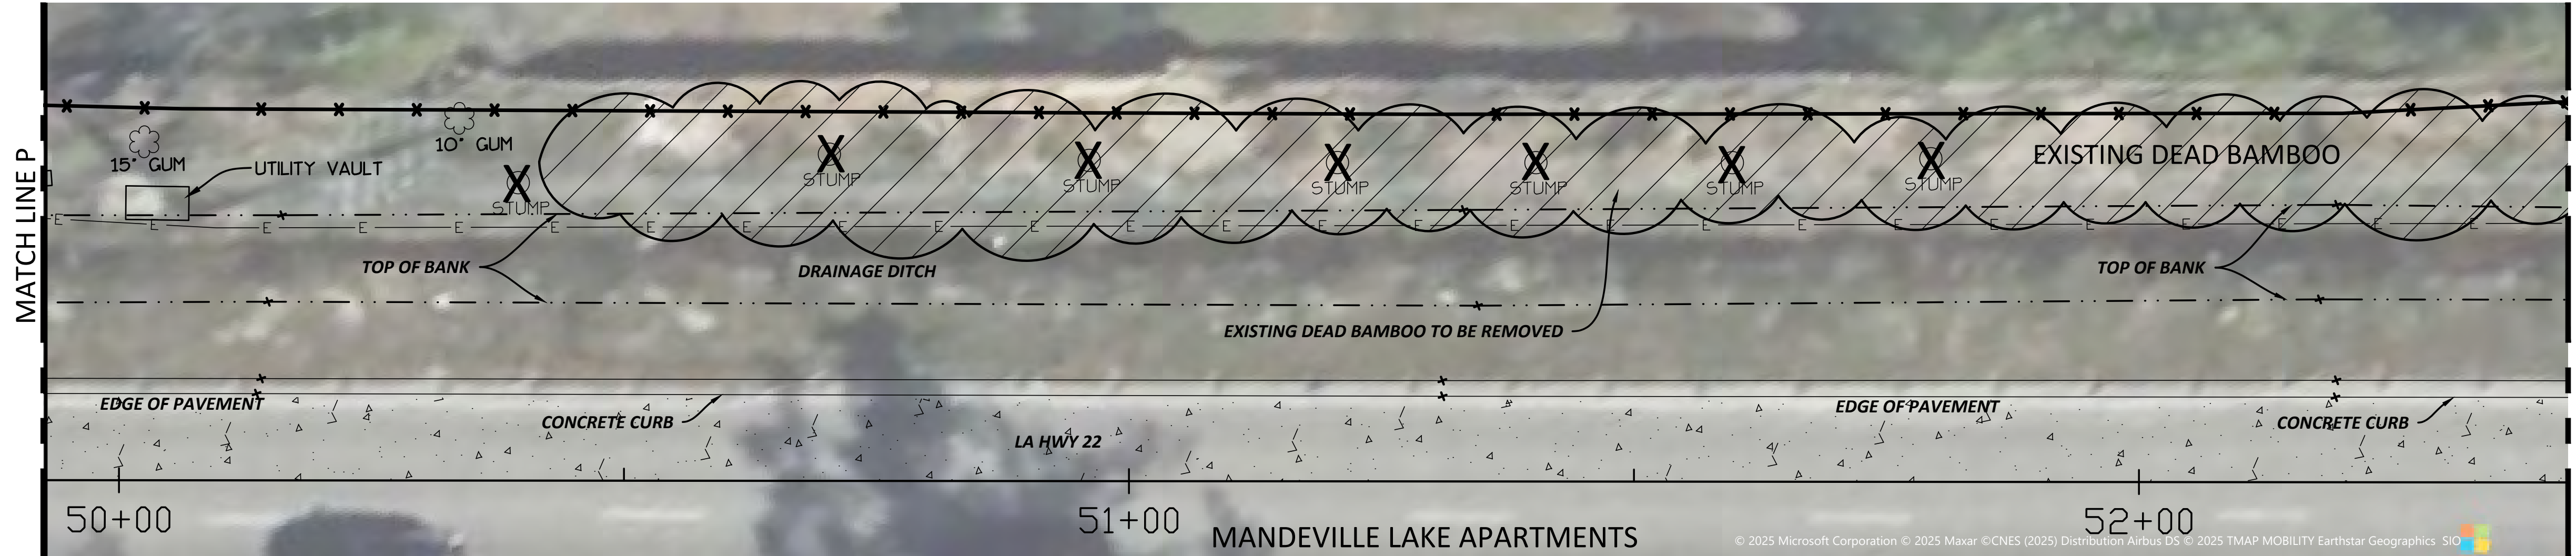 MATCH LINE P
15" GUM
10" GUM
UTILITY VAULT
STUMP
STUMP
STUMP
STUMP
STUMP
STUMP
STUMP
EXISTING DEAD BAMBOO
E E E E E E E E E E E E E E E E E E E E E E E E E E
TOP OF BANK
DRAINAGE DITCH
TOP OF BANK
EXISTING DEAD BAMBOO TO BE REMOVED
EDGE OF PAVEMENT
CONCRETE CURB
LA HWY 22
EDGE OF PAVEMENT
CONCRETE CURB
50+00
51+00
52+00
MANDEVILLE LAKE APARTMENTS
© 2025 Microsoft Corporation © 2025 Maxar ©CNES (2025) Distribution Airbus DS © 2025 TMAP MOBILITY Earthstar Geographics SIO